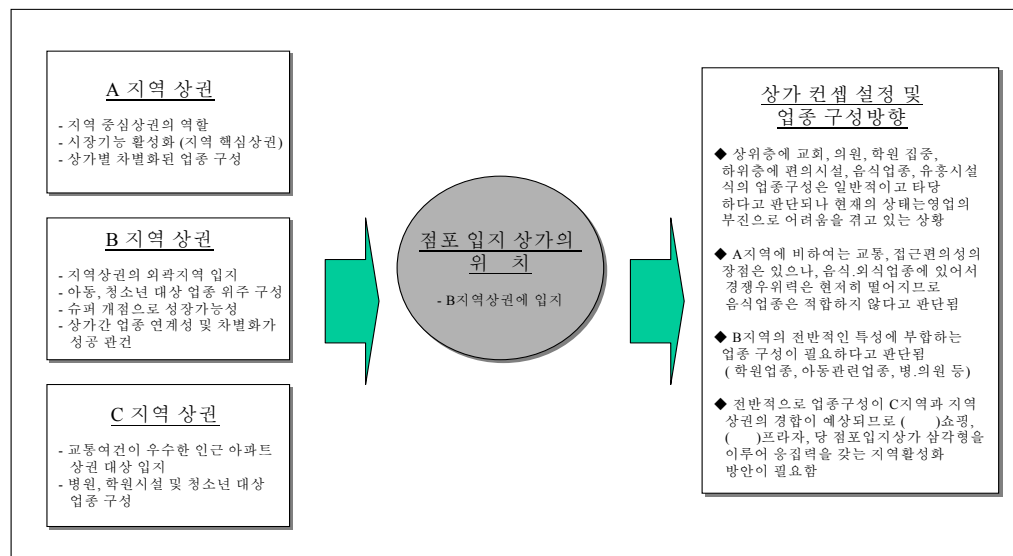 A 지역 상권
- 지역 중심상권의 역할
- 시장기능 활성화 (지역 핵심상권)
- 상가별 차별화된 업종 구성
B 지역 상권
- 지역상권의 외곽지역 입지
- 아동, 청소년 대상 업종 위주 구성
- 슈퍼 개점으로 성장가능성
- 상가간 업종 연계성 및 차별화가
성공 관건
C 지역 상권
- 교통여건이 우수한 인근 아파트
상권 대상 입지
- 병원, 학원시설 및 청소년 대상
업종 구성
점포 입지 상가의
위 치
- B지역상권에 입지
상가 컨셉 설정 및
업종 구성방향
◆ 상위층에 교회, 의원, 학원 집중,
하위층에 편의시설, 음식업종, 유흥시설
식의 업종구성은 일반적이고 타당
하다고 판단되나 현재의 상태는영업의
부진으로 어려움을 겪고 있는 상황
◆ A지역에 비하여는 교통, 접근편의성의
장점은 있으나, 음식.외식업종에 있어서
경쟁우위력은 현저히 떨어지므로
음식업종은 적합하지 않다고 판단됨
◆ B지역의 전반적인 특성에 부합하는
업종 구성이 필요하다고 판단됨
( 학원업종, 아동관련업종, 병.의원 등)
◆ 전반적으로 업종구성이 C지역과 지역
상권의 경합이 예상되므로 ( )쇼핑,
( )프라자, 당 점포입지상가 삼각형을
이루어 응집력을 갖는 지역활성화
방안이 필요함